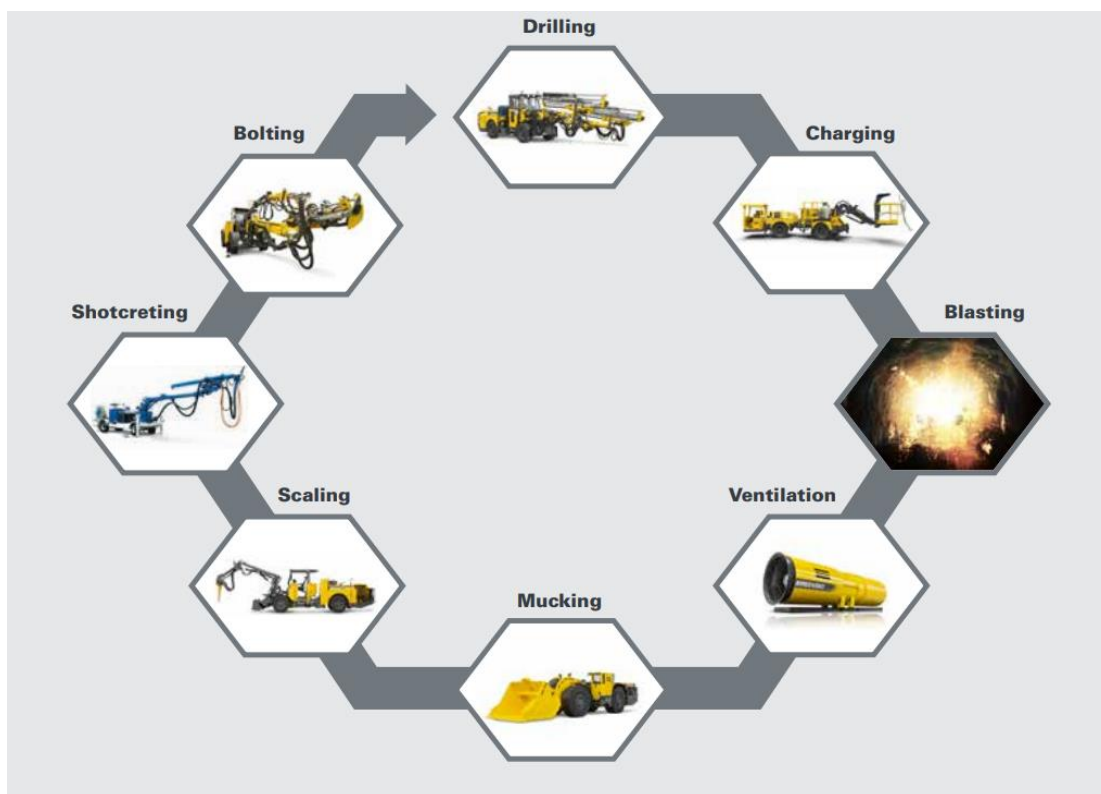 Drilling
Charging
Blasting
Ventilation
Mucking
Scaling
Shotcreting
Bolting